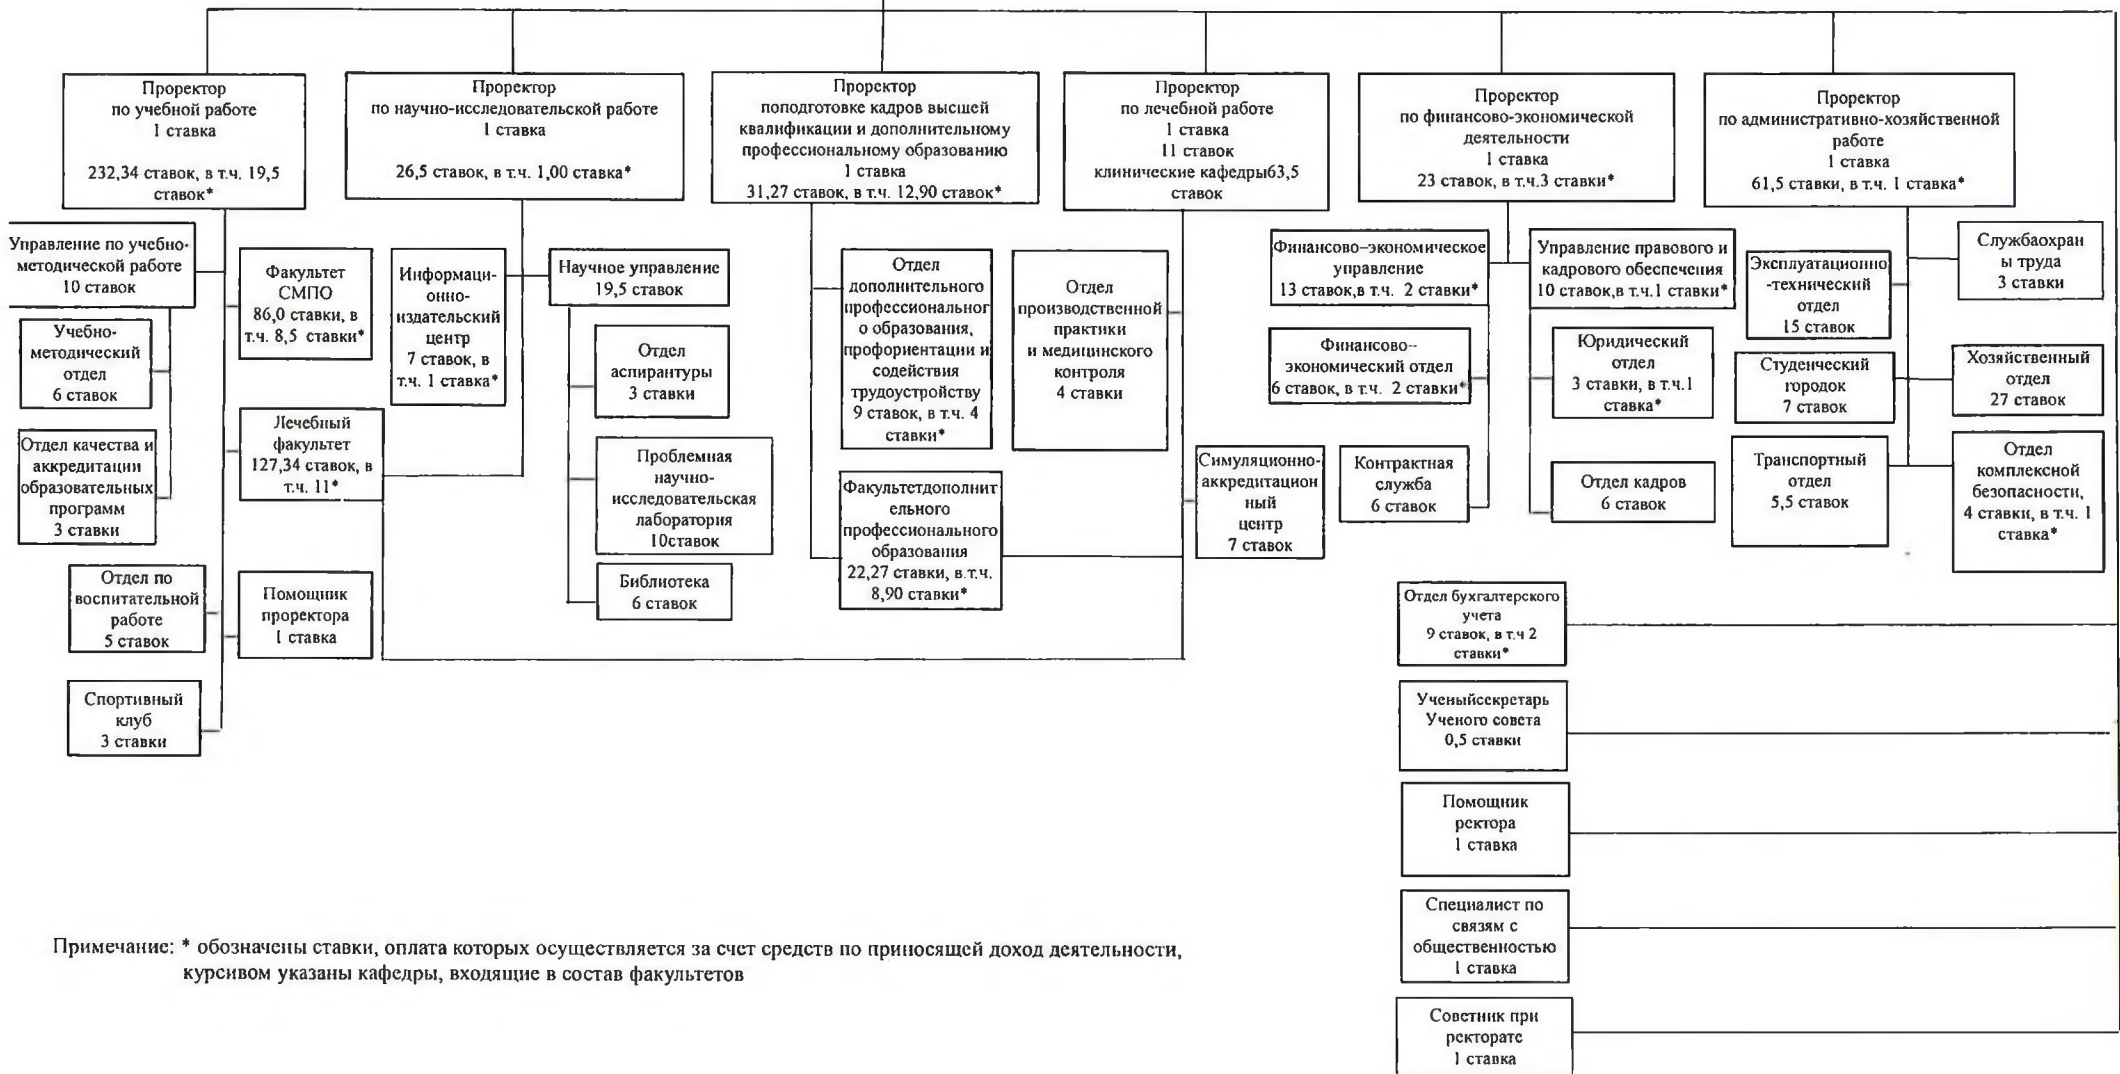 Проректор
по учебной работе
1 ставка
232,34 ставок, в т.ч. 19,5
ставок*
Проректор
по научно-исследовательской работе
1 ставка
26,5 ставок, в т.ч. 1,00 ставка*
Проректор
поподготовке кадров высшей
квалификации и дополнительному
профессиональному образованию
1 ставка
31,27 ставок, в т.ч. 12,90 ставок*
Проректор
по лечебной работе
1 ставка
11 ставок
клинические кафедры63,5
ставок
Проректор
по финансово-экономической
деятельности
1 ставка
23 ставок, в т.ч.3 ставки*
Проректор
по административно-хозяйственной
работе
1 ставка
61,5 ставки, в т.ч. 1 ставка*
Управление по учебно-
методической работе
10 ставок
Учебно-
методический
отдел
6 ставок
Отдел качества и
аккредитации
образовательных
программ
3 ставки
Отдел по
воспитательной
работе
5 ставок
Спортивный
клуб
3 ставки
Факультет
СМПО
86,0 ставки, в
т.ч. 8,5 ставки*
Лечебный
факультет
127,34 ставок, в
т.ч. 11*
Помощник
проректора
1 ставка
Информаци-
онно-
издательский
центр
7 ставок, в
т.ч. 1 ставка*
Научное управление
19,5 ставок
Отдел
аспирантуры
3 ставки
Проблемная
научно-
исследовательская
лаборатория
10ставок
Библиотека
6 ставок
Отдел
дополнительного
профессиональног
о образования,
профориентации и
содействия
трудоустройству
9 ставок, в т.ч. 4
ставки*
Факультетдополнит
ельного
профессионального
образования
22,27 ставки, в.т.ч.
8,90 ставки*
Отдел
производственной
практики
и медицинского
контроля
4 ставки
Симуляционно-
аккредитацион
ный
центр
7 ставок
Финансово–экономическое
управление
13 ставок,в т.ч. 2 ставки*
Финансово–
экономический отдел
6 ставок, в т.ч. 2 ставки*
Контрактная
служба
6 ставок
Управление правового и
кадрового обеспечения
10 ставок,в т.ч.1 ставки*
Юридический
отдел
3 ставки, в т.ч.1
ставка*
Отдел кадров
6 ставок
Эксплуатационно
-технический
отдел
15 ставок
Студенческий
городок
7 ставок
Транспортный
отдел
5,5 ставок
Службаохран
ы труда
3 ставки
Хозяйственный
отдел
27 ставок
Отдел
комплексной
безопасности,
4 ставки, в т.ч. 1
ставка*
Отдел бухгалтерского
учета
9 ставок, в т.ч 2
ставки*
Ученыйсекретарь
Ученого совета
0,5 ставки
Помощник
ректора
1 ставка
Специалист по
связям с
общественностью
1 ставка
Советник при
ректорате
1 ставка
Примечание: * обозначены ставки, оплата которых осуществляется за счет средств по приносящей доход деятельности,
курсивом указаны кафедры, входящие в состав факультетов